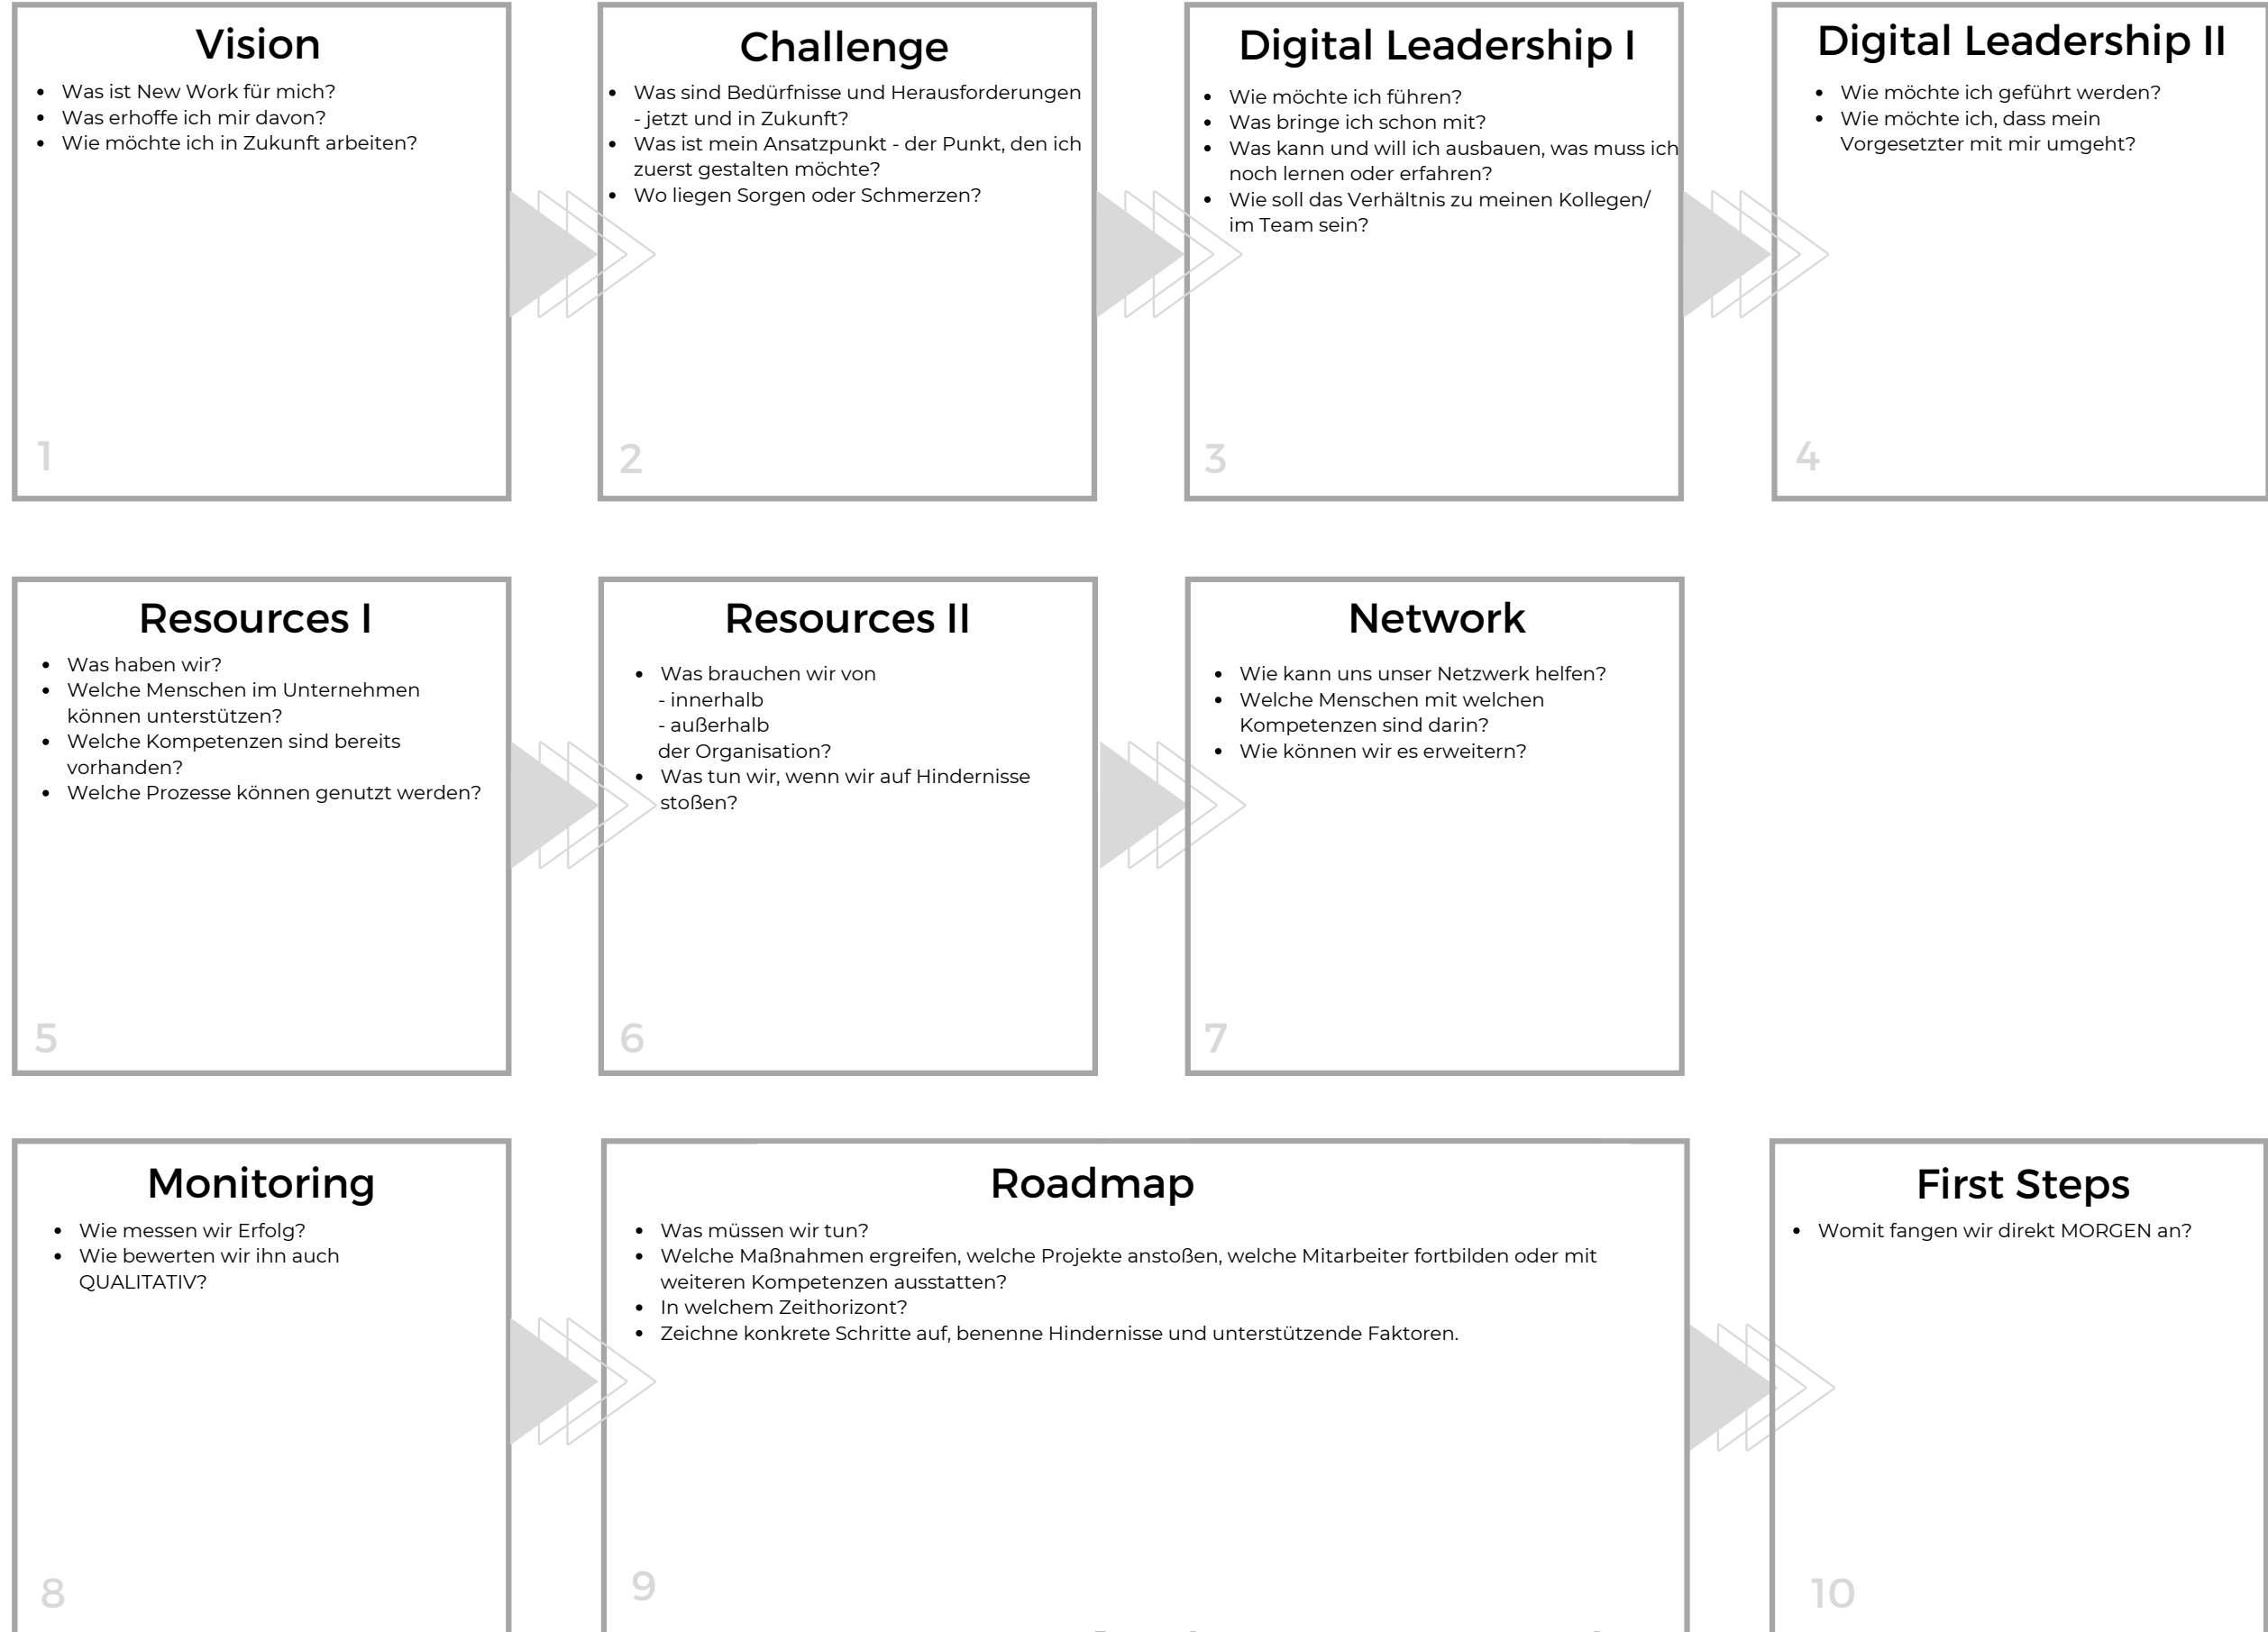 Vision
• Was ist New Work für mich?
• Was erhoffe ich mir davon?
• Wie möchte ich in Zukunft arbeiten?
1
Challenge
• Was sind Bedürfnisse und Herausforderungen
- jetzt und in Zukunft?
• Was ist mein Ansatzpunkt - der Punkt, den ich
zuerst gestalten möchte?
• Wo liegen Sorgen oder Schmerzen?
2
Digital Leadership I
• Wie möchte ich führen?
• Was bringe ich schon mit?
• Was kann und will ich ausbauen, was muss ich
noch lernen oder erfahren?
• Wie soll das Verhältnis zu meinen Kollegen/
im Team sein?
3
Digital Leadership II
• Wie möchte ich geführt werden?
• Wie möchte ich, dass mein
Vorgesetzter mit mir umgeht?
4
Resources I
• Was haben wir?
• Welche Menschen im Unternehmen
können unterstützen?
• Welche Kompetenzen sind bereits
vorhanden?
• Welche Prozesse können genutzt werden?
5
Resources II
• Was brauchen wir von
- innerhalb
- außerhalb
der Organisation?
• Was tun wir, wenn wir auf Hindernisse
stoßen?
6
Network
• Wie kann uns unser Netzwerk helfen?
• Welche Menschen mit welchen
Kompetenzen sind darin?
• Wie können wir es erweitern?
7
Monitoring
• Wie messen wir Erfolg?
• Wie bewerten wir ihn auch
QUALITATIV?
8
Roadmap
• Was müssen wir tun?
• Welche Maßnahmen ergreifen, welche Projekte anstoßen, welche Mitarbeiter fortbilden oder mit
weiteren Kompetenzen ausstatten?
• In welchem Zeithorizont?
• Zeichne konkrete Schritte auf, benenne Hindernisse und unterstützende Faktoren.
9
First Steps
• Womit fangen wir direkt MORGEN an?
10